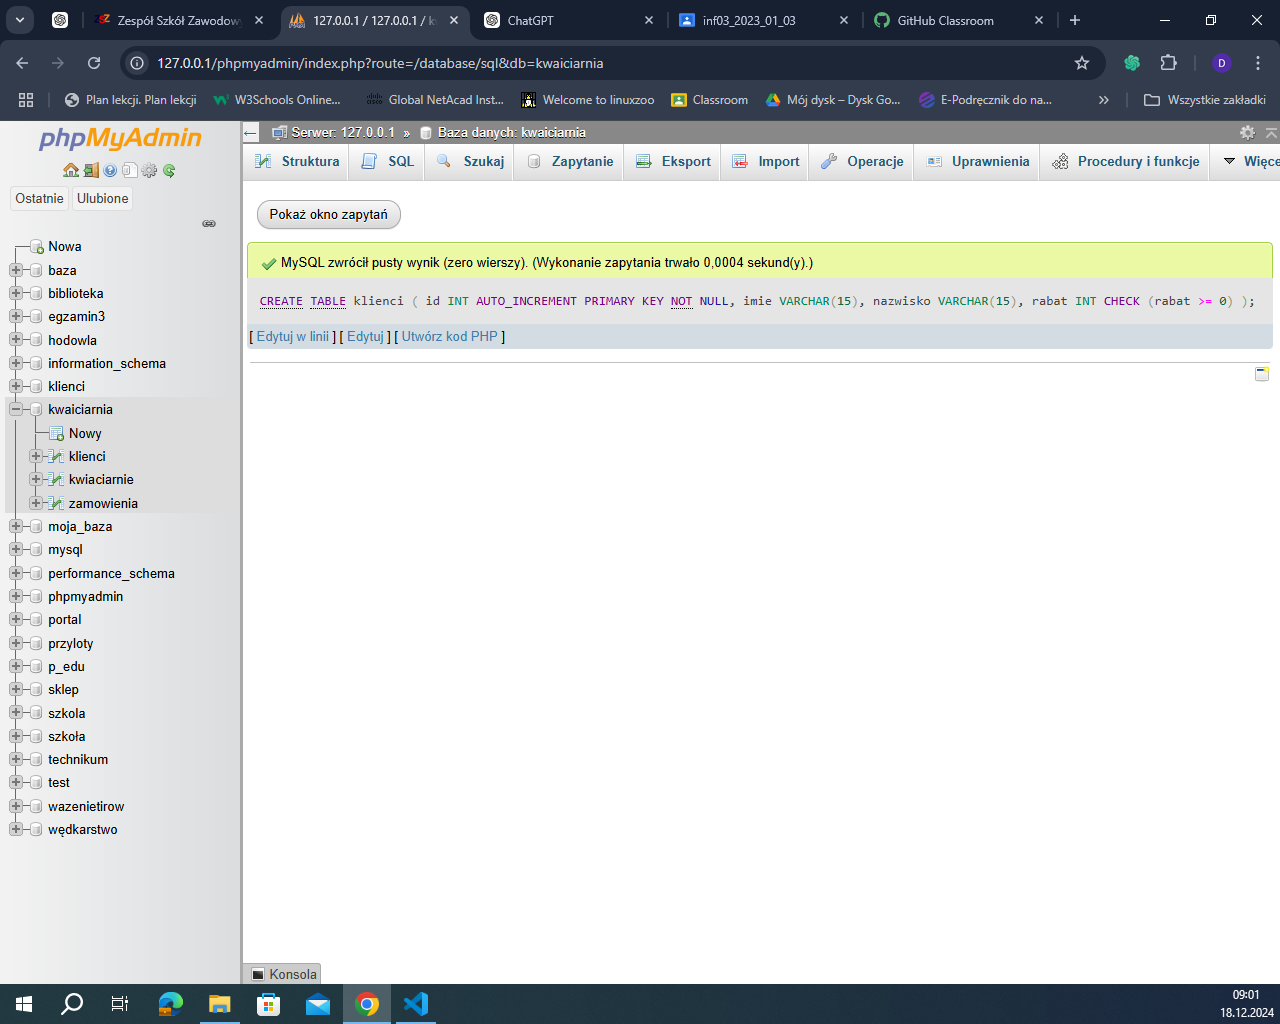 Zespół Szkół Zawodowy
127.0.0.1 / 127.0.0.1 / kw
ChatGPT
inf03_2023_01_03
GitHub Classroom
127.0.0.1/phpmyadmin/index.php?route=/database/sql&db=kwaiciarnia
D
Plan lekcji. Plan lekcji
W3Schools Online...
Global NetAcad Inst...
Welcome to linuxzoo
Classroom
Mój dysk – Dysk Go...
E-Podręcznik do na...
Wszystkie zakładki
phpMyAdmin
Ostatnie
Ulubione
Nowa
baza
biblioteka
egzamin3
hodowla
information_schema
klienci
kwaiciarnia
Nowy
klienci
kwiaciarnie
zamowienia
moja_baza
mysql
performance_schema
phpmyadmin
portal
przyloty
p_edu
sklep
szkola
szkoła
technikum
test
wazenietirow
wędkarstwo
Serwer: 127.0.0.1 » Baza danych: kwaiciarnia
Struktura
SQL
Szukaj
Zapytanie
Eksport
Import
Operacje
Uprawnienia
Procedury i funkcje
Więce
Pokaż okno zapytań
MySQL zwrócił pusty wynik (zero wierszy). (Wykonanie zapytania trwało 0,0004 sekund(y).)
CREATE TABLE klienci ( id INT AUTO_INCREMENT PRIMARY KEY NOT NULL, imie VARCHAR(15), nazwisko VARCHAR(15), rabat INT CHECK (rabat >= 0) );
[ Edytuj w linii ] [ Edytuj ] [ Utwórz kod PHP ]
Konsola
09:01
18.12.2024